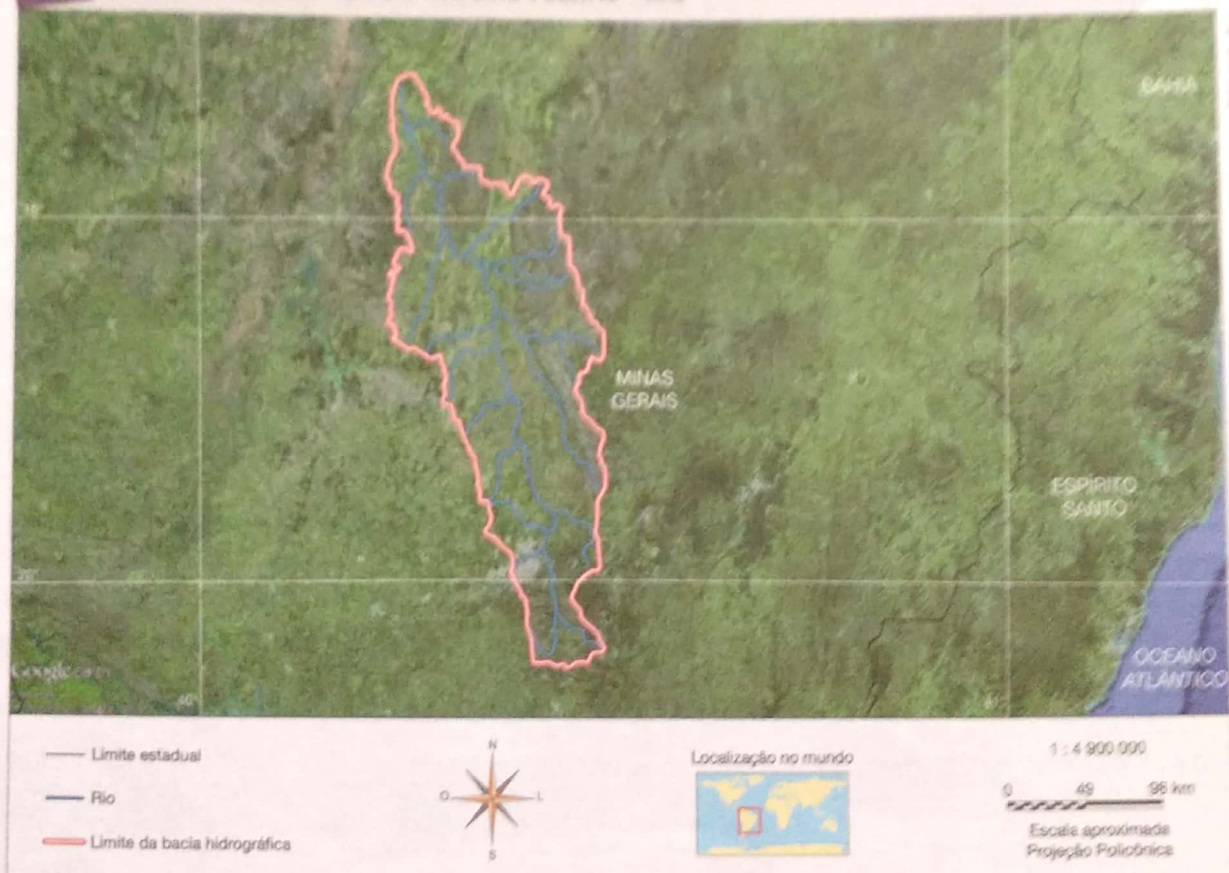 BAHIA
MINAS
GERAIS
ESPÍRITO
SANTO
OCEANO
ATLÂNTICO
Limite estadual
Rio
Limite da bacia hidrográfica
N
O
L
S
Localização no mundo
1 : 4 900 000
0 49 98 km
Escala aproximada
Projeção Policônica